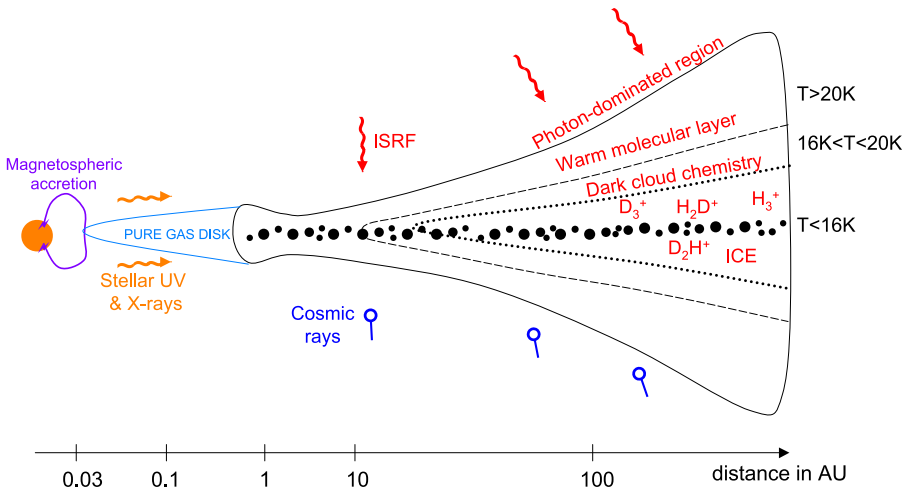 Photon-dominated region
T>20K
ISRF
Warm molecular layer
16K<T<20K
Magnetospheric
accretion
Dark cloud chemistry
D₃⁺
H₂D⁺
H₃⁺
PURE GAS DISK
T<16K
D₂H⁺
ICE
Stellar UV
& X-rays
Cosmic
rays
0.03
0.1
1
10
100
distance in AU